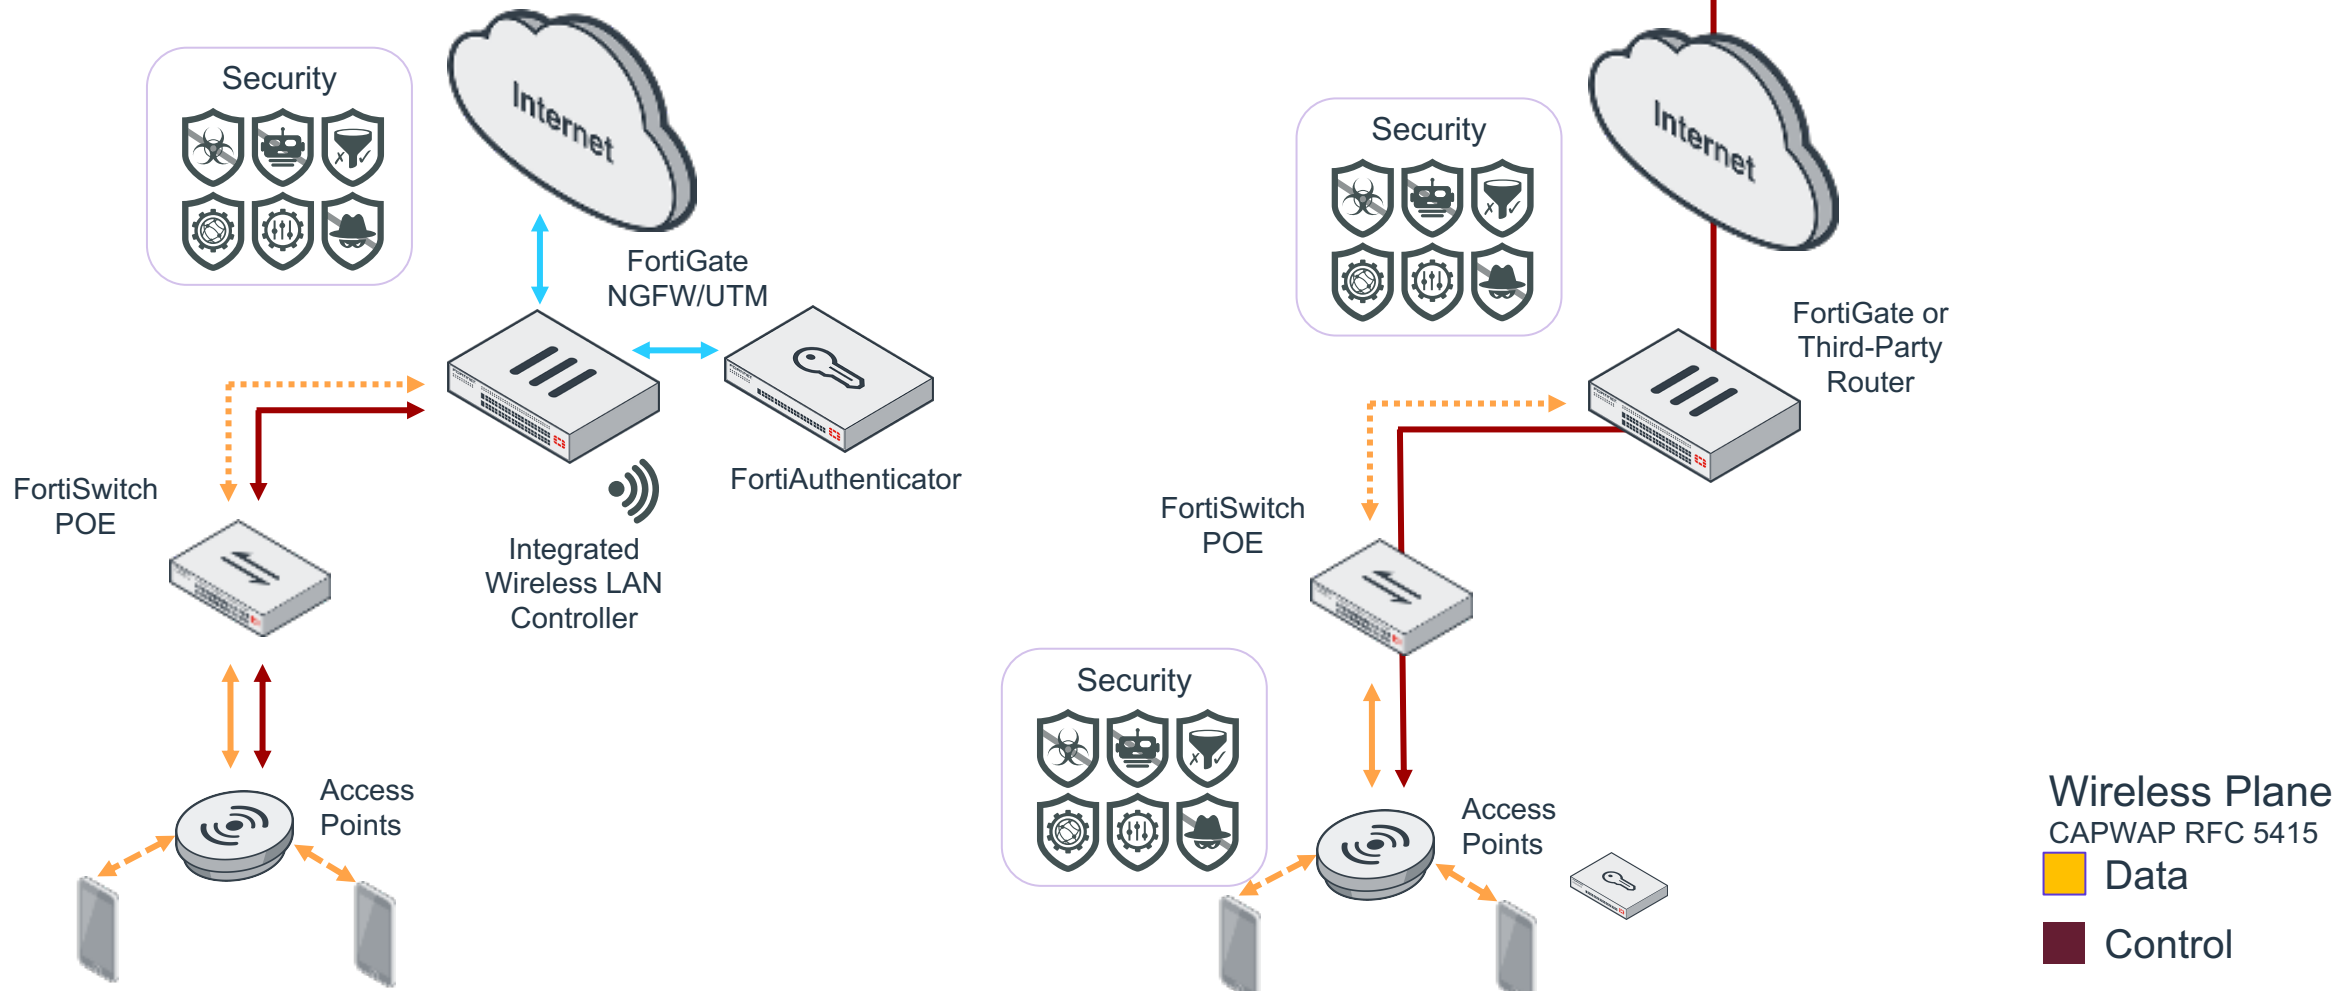 Security
Internet
FortiGate
NGFW/UTM
FortiAuthenticator
FortiSwitch
POE
Integrated
Wireless LAN
Controller
Access
Points
Internet
Security
FortiGate or
Third-Party
Router
FortiSwitch
POE
Security
Access
Points
Wireless Plane
CAPWAP RFC 5415
Data
Control